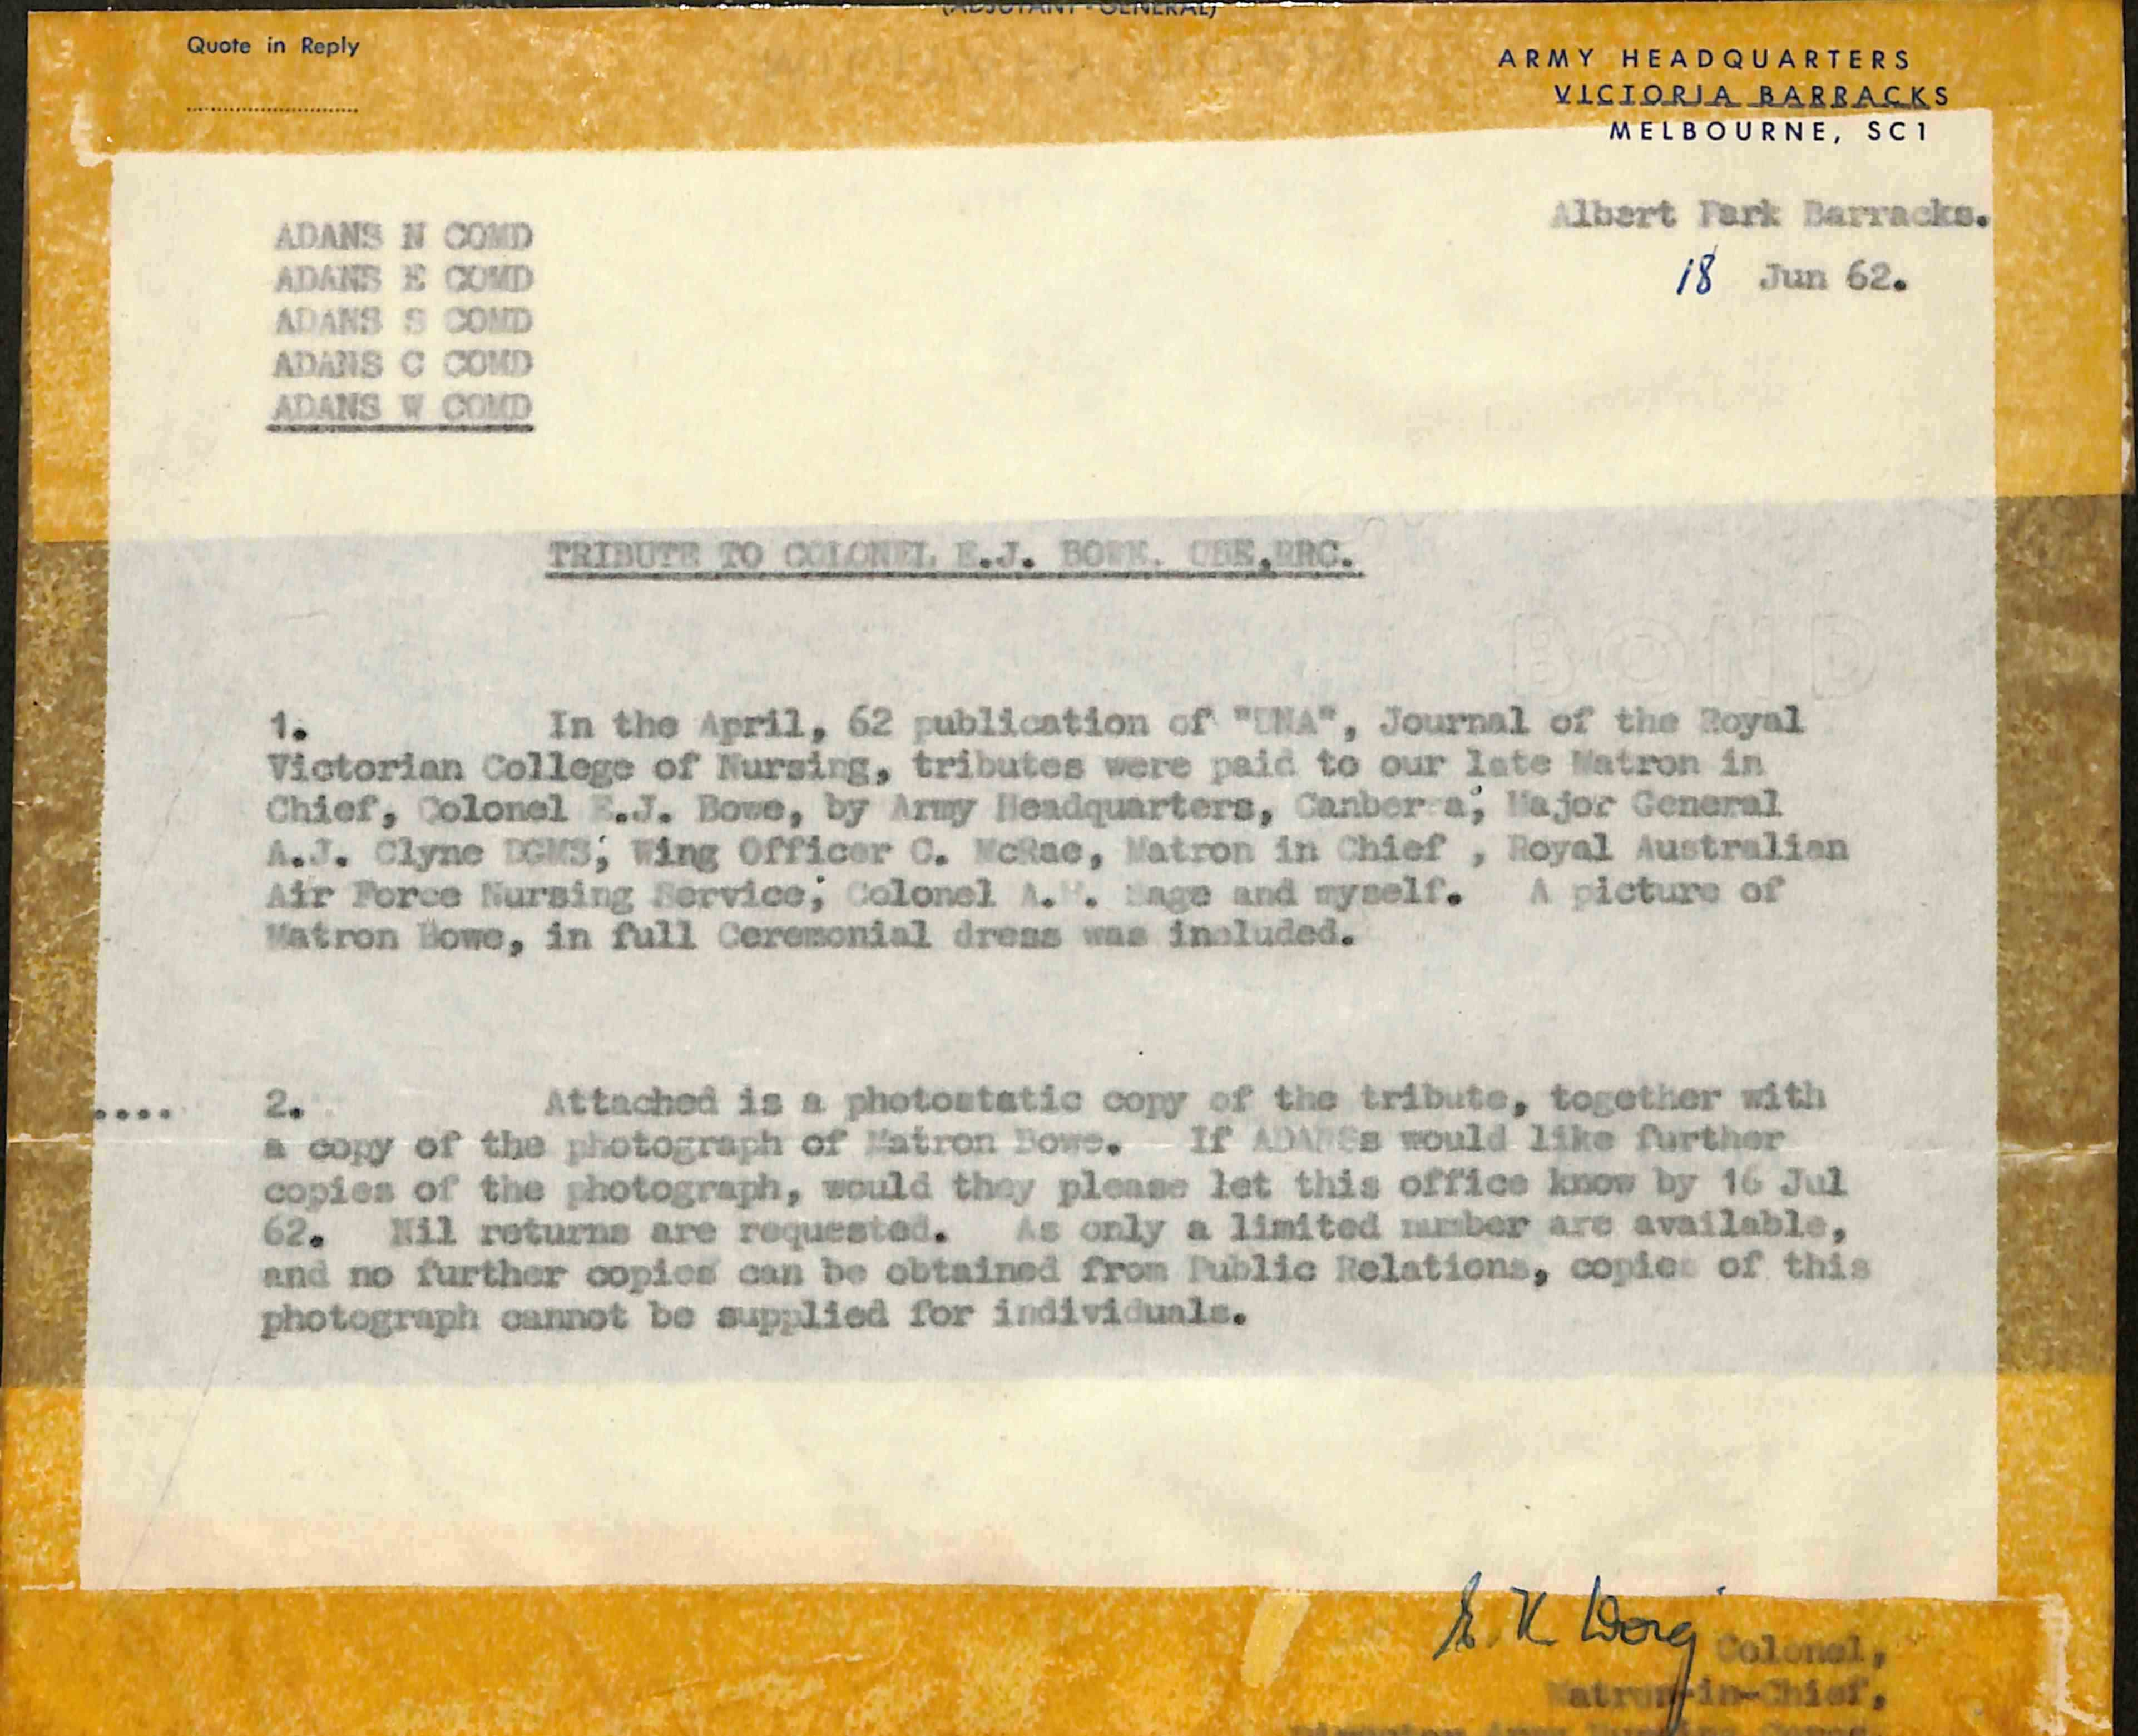 (ADJUTANT - GENERAL)
Quote in Reply
ARMY HEADQUARTERS
VICTORIA BARRACKS
MELBOURNE, SC1
Albert Park Barracks.
18 Jun 62.
ADANS N COMD
ADANS E COMD
ADANS S COMD
ADANS C COMD
ADANS W COMD
TRIBUTE TO COLONEL E.J. BOWE. OBE,RRC.
BOND
1. In the April, 62 publication of "UNA", Journal of the Royal
Victorian College of Nursing, tributes were paid to our late Matron in
Chief, Colonel E.J. Bowe, by Army Headquarters, Canberra; Major General
A.J. Clyne DGMS; Wing Officer C. McRae, Matron in Chief , Royal Australian
Air Force Nursing Service; Colonel Sage and myself. A picture of
Matron Bowe, in full Ceremonial dress was included.
.... 2. Attached is a photostatic copy of the tribute, together with
a copy of the photograph of Matron Bowe. If ADANSs would like further
copies of the photograph, would they please let this office know by 16 Jul
62. Nil returns are requested. As only a limited number are available,
and no further copies can be obtained from Public Relations, copies of this
photograph cannot be supplied for individuals.
Colonel,
Matron-in-Chief,